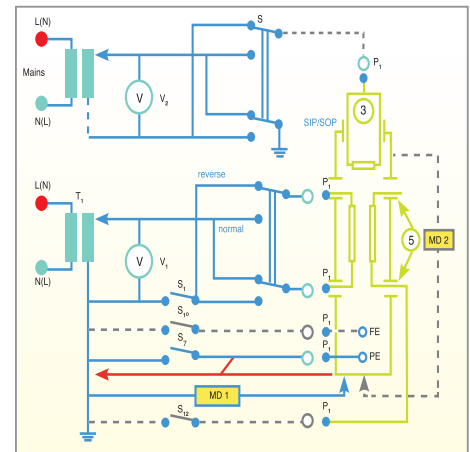 L(N)
S
Mains
V
V2
P1
3
N(L)
SIP/SOP
reverse
L(N)
T1
P1
normal
V
V1
5
MD 2
N(L)
S1
P1
S10
P1
FE
S7
P1
PE
MD 1
S12
P1